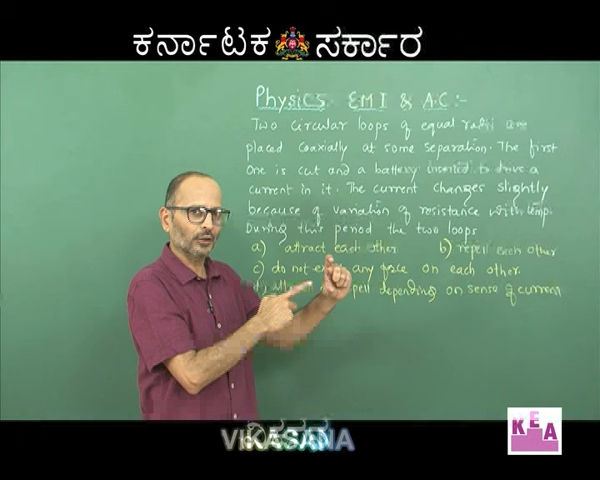 ಕರ್ನಾಟಕ ಸರ್ಕಾರ
Physics EMI & A.C :-
Two circular loops of equal radii are
placed coaxially at some separation. The first
one is cut and a battery inserted to drive a
current in it. The current changes slightly
because of variation of resistance with temp.
During this period the two loops
a) attract each other b) repell each other
c) do not any force on each other.
d) depending on sense of current
KEA